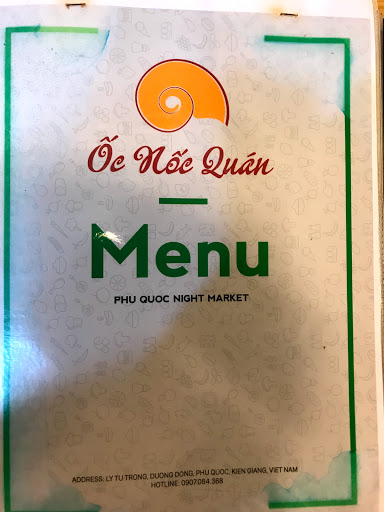 Ốc Nốc Quán
Menu
PHU QUOC NIGHT MARKET
ADDRESS: LY TU TRONG, DUONG DONG, PHU QUOC, KIEN GIANG, VIET NAM
HOTLINE: 0907.084.368